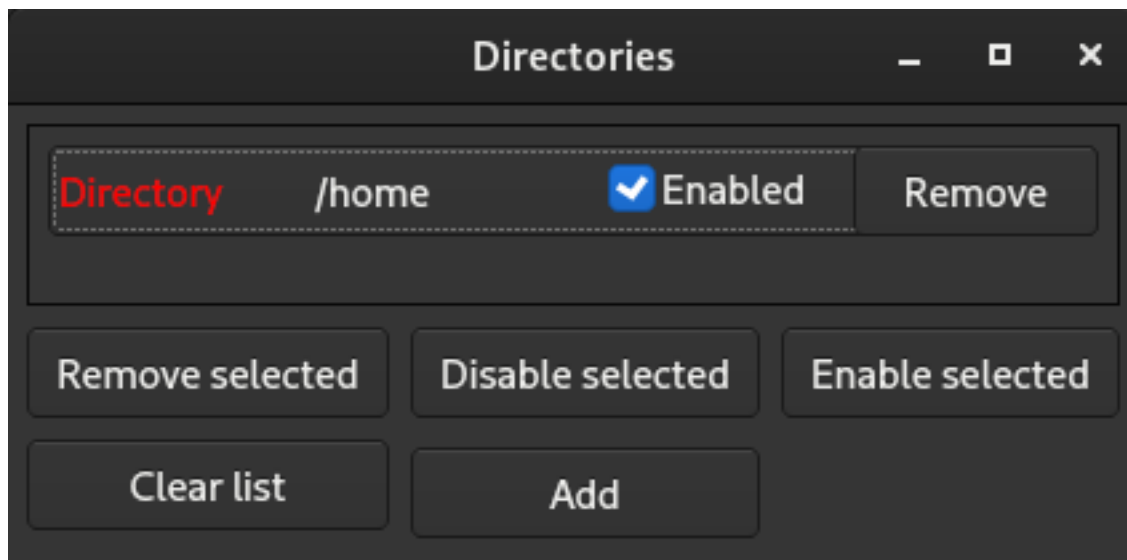 Directories
Directory /home Enabled Remove
Remove selected Disable selected Enable selected
Clear list Add